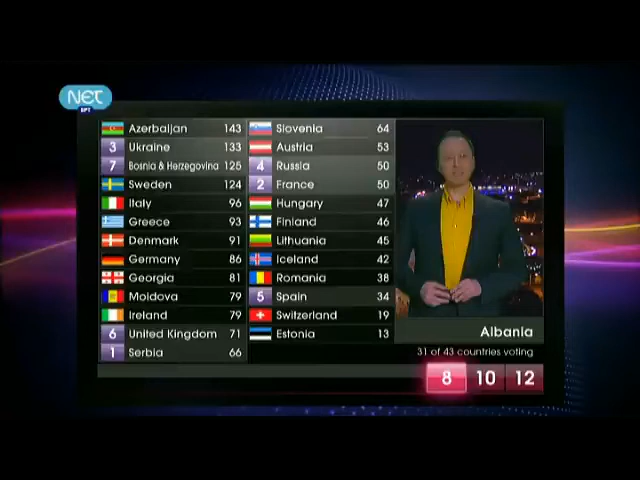 NET
ΕΡΤ
Azerbaijan 143
3 Ukraine 133
7 Bosnia & Herzegovina 125
Sweden 124
Italy 96
Greece 93
Denmark 91
Germany 86
Georgia 81
Moldova 79
Ireland 79
6 United Kingdom 71
1 Serbia 66
Slovenia 64
Austria 53
4 Russia 50
2 France 50
Hungary 47
Finland 46
Lithuania 45
Iceland 42
Romania 38
5 Spain 34
Switzerland 19
Estonia 13
Albania
31 of 43 countries voting
8 10 12